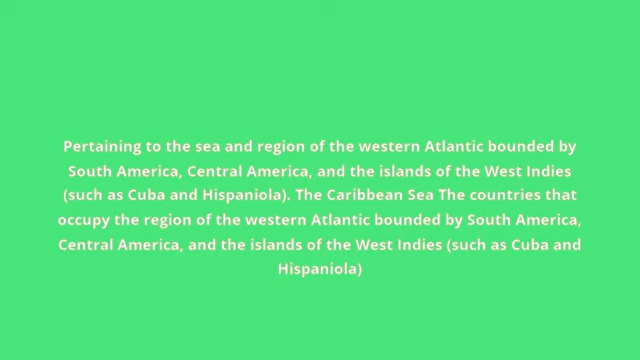 Pertaining to the sea and region of the western Atlantic bounded by
South America, Central America, and the islands of the West Indies
(such as Cuba and Hispaniola). The Caribbean Sea The countries that
occupy the region of the western Atlantic bounded by South America,
Central America, and the islands of the West Indies (such as Cuba and
Hispaniola)